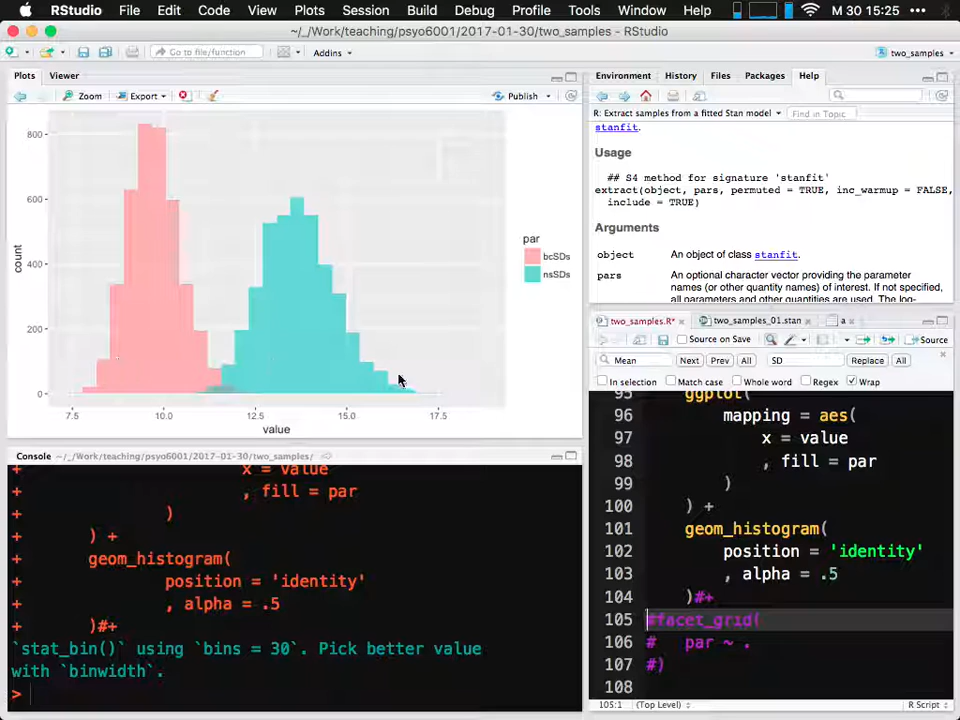 RStudio File Edit Code View Plots Session Build Debug Profile Tools Window Help M 30 15:25
~/_/Work/teaching/psyo6001/2017-01-30/two_samples - RStudio
Go to file/function Addins two_samples
Plots Viewer
Zoom Export Publish
800
600
400
200
0
count
7.5 10.0 12.5 15.0 17.5
value
par
bcSDs
nsSDs
Environment History Files Packages Help
R: Extract samples from a fitted Stan model Find in Topic
stanfit.
Usage
## S4 method for signature 'stanfit'
extract(object, pars, permuted = TRUE, inc_warmup = FALSE,
include = TRUE)
Arguments
object An object of class stanfit.
pars An optional character vector providing the parameter
names (or other quantity names) of interest. If not specified,
all parameters and other quantities are used. The log-
Console ~/_/Work/teaching/psyo6001/2017-01-30/two_samples/
+ x = value
+ , fill = par
+ )
+ ) +
+ geom_histogram(
+ position = 'identity'
+ , alpha = .5
+ )#+
`stat_bin()` using `bins = 30`. Pick better value
with `binwidth`.
>
two_samples.R* two_samples_01.stan a
Source on Save Source
Mean Next Prev All SD Replace All
In selection Match case Whole word Regex Wrap
95 ggplot(
96 mapping = aes(
97 x = value
98 , fill = par
99 )
100 ) +
101 geom_histogram(
102 position = 'identity'
103 , alpha = .5
104 )#+
105 #facet_grid(
106 # par ~ .
107 #)
108
105:1 (Top Level) R Script